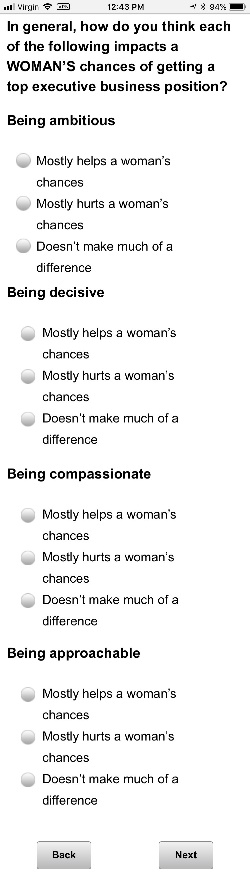 Virgin VPN 12:43 PM 94%
In general, how do you think each
of the following impacts a
WOMAN'S chances of getting a
top executive business position?
Being ambitious
Mostly helps a woman's
chances
Mostly hurts a woman's
chances
Doesn't make much of a
difference
Being decisive
Mostly helps a woman's
chances
Mostly hurts a woman's
chances
Doesn't make much of a
difference
Being compassionate
Mostly helps a woman's
chances
Mostly hurts a woman's
chances
Doesn't make much of a
difference
Being approachable
Mostly helps a woman's
chances
Mostly hurts a woman's
chances
Doesn't make much of a
difference
Back Next